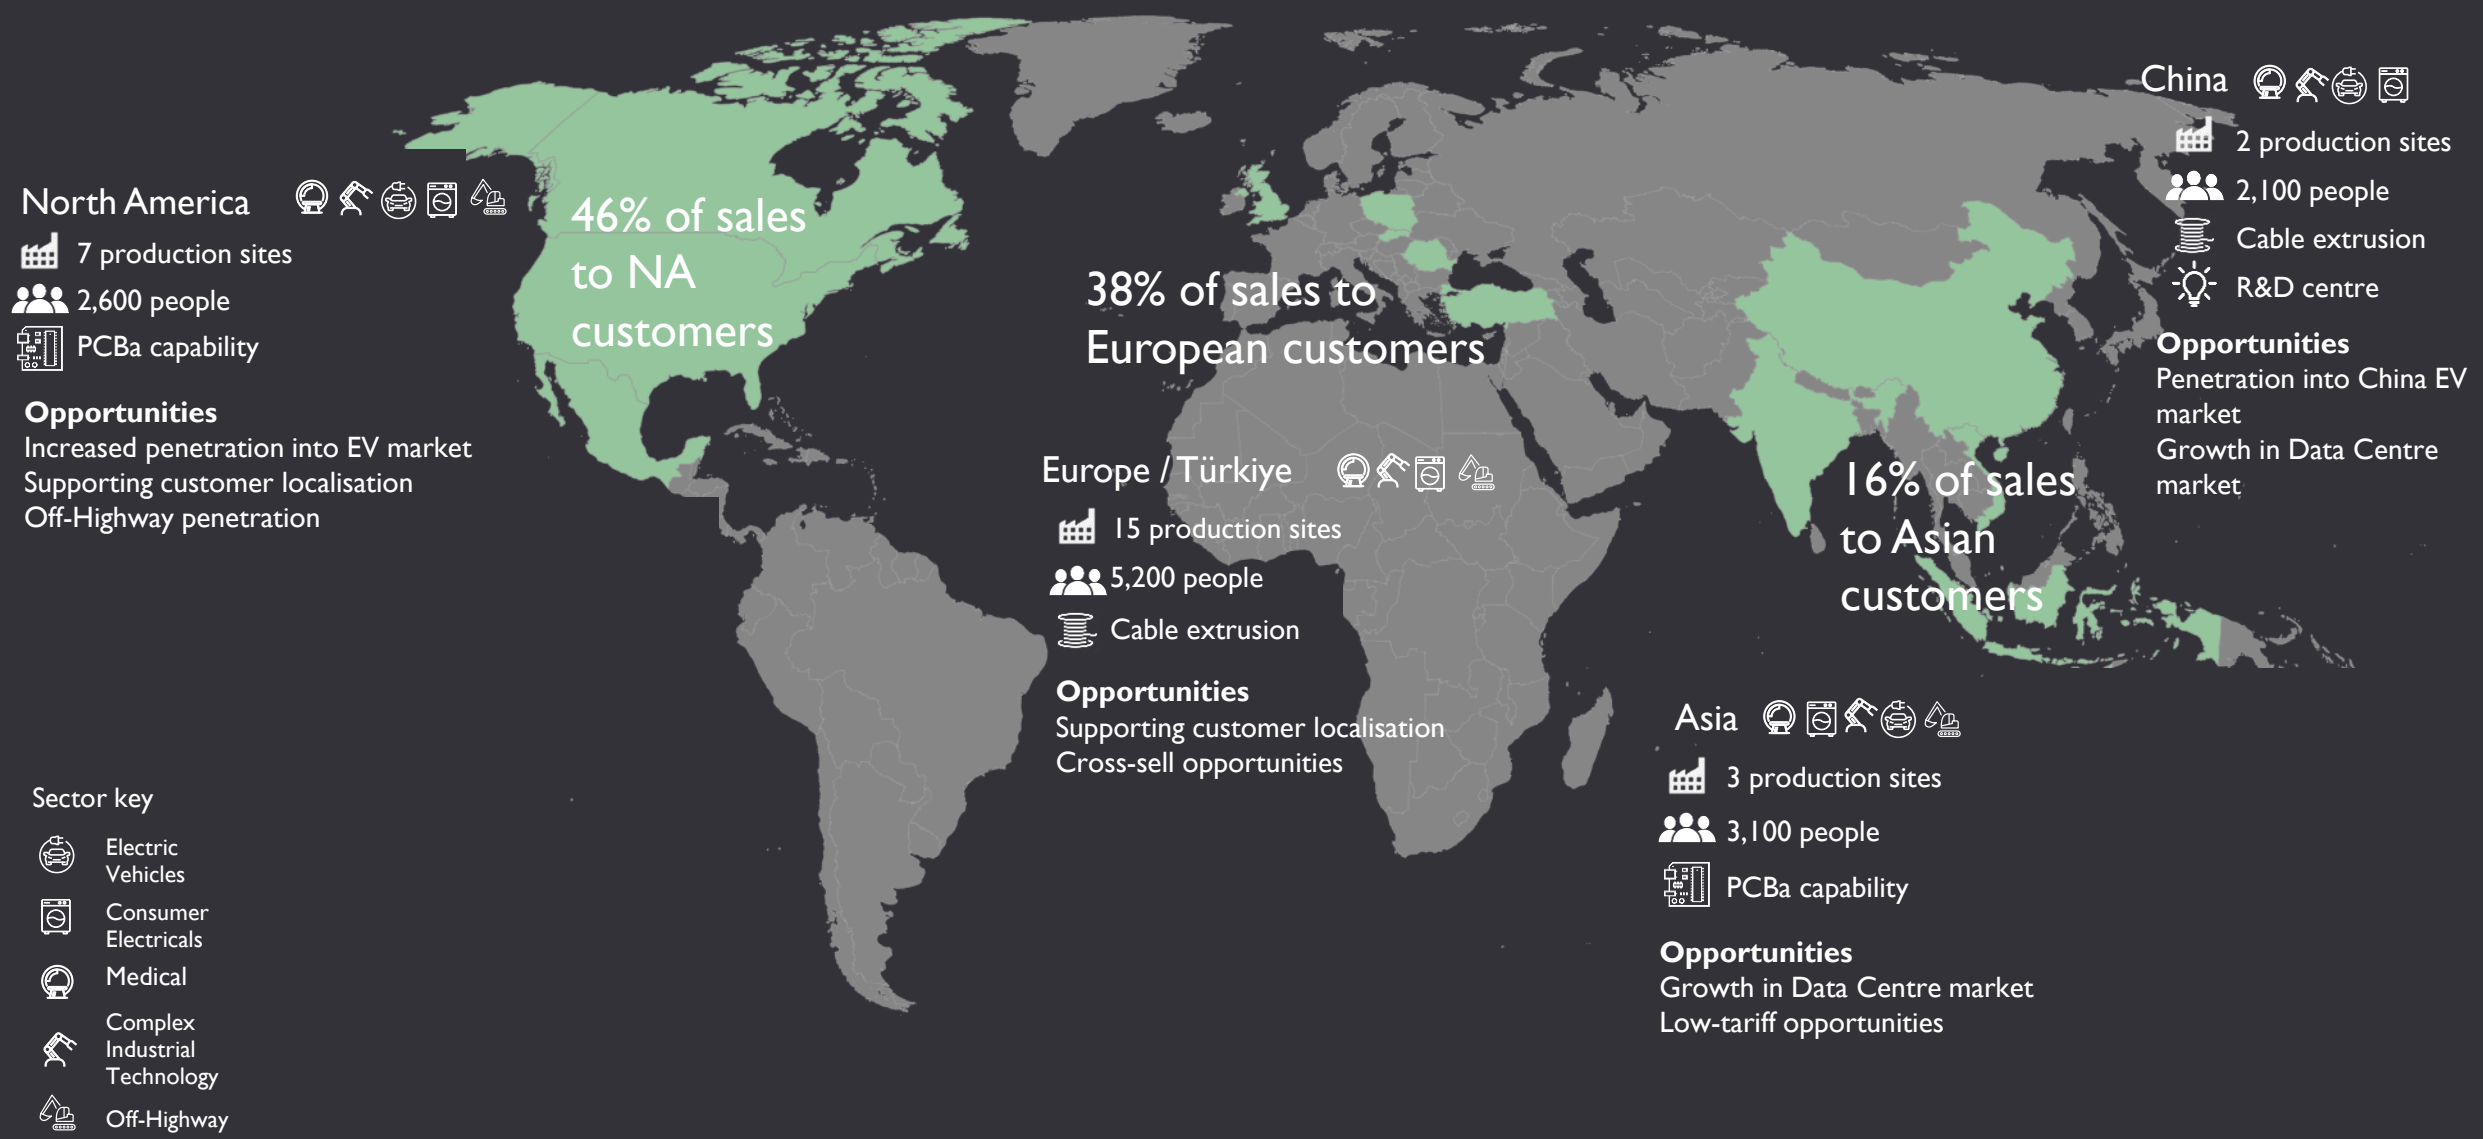 North America
7 production sites
2,600 people
PCBa capability
Opportunities
Increased penetration into EV market
Supporting customer localisation
Off-Highway penetration
46% of sales
to NA
customers
38% of sales to
European customers
Europe / Türkiye
15 production sites
5,200 people
Cable extrusion
Opportunities
Supporting customer localisation
Cross-sell opportunities
China
2 production sites
2,100 people
Cable extrusion
R&D centre
Opportunities
Penetration into China EV
market
Growth in Data Centre
market
16% of sales
to Asian
customers
Asia
3 production sites
3,100 people
PCBa capability
Opportunities
Growth in Data Centre market
Low-tariff opportunities
Sector key
Electric
Vehicles
Consumer
Electricals
Medical
Complex
Industrial
Technology
Off-Highway